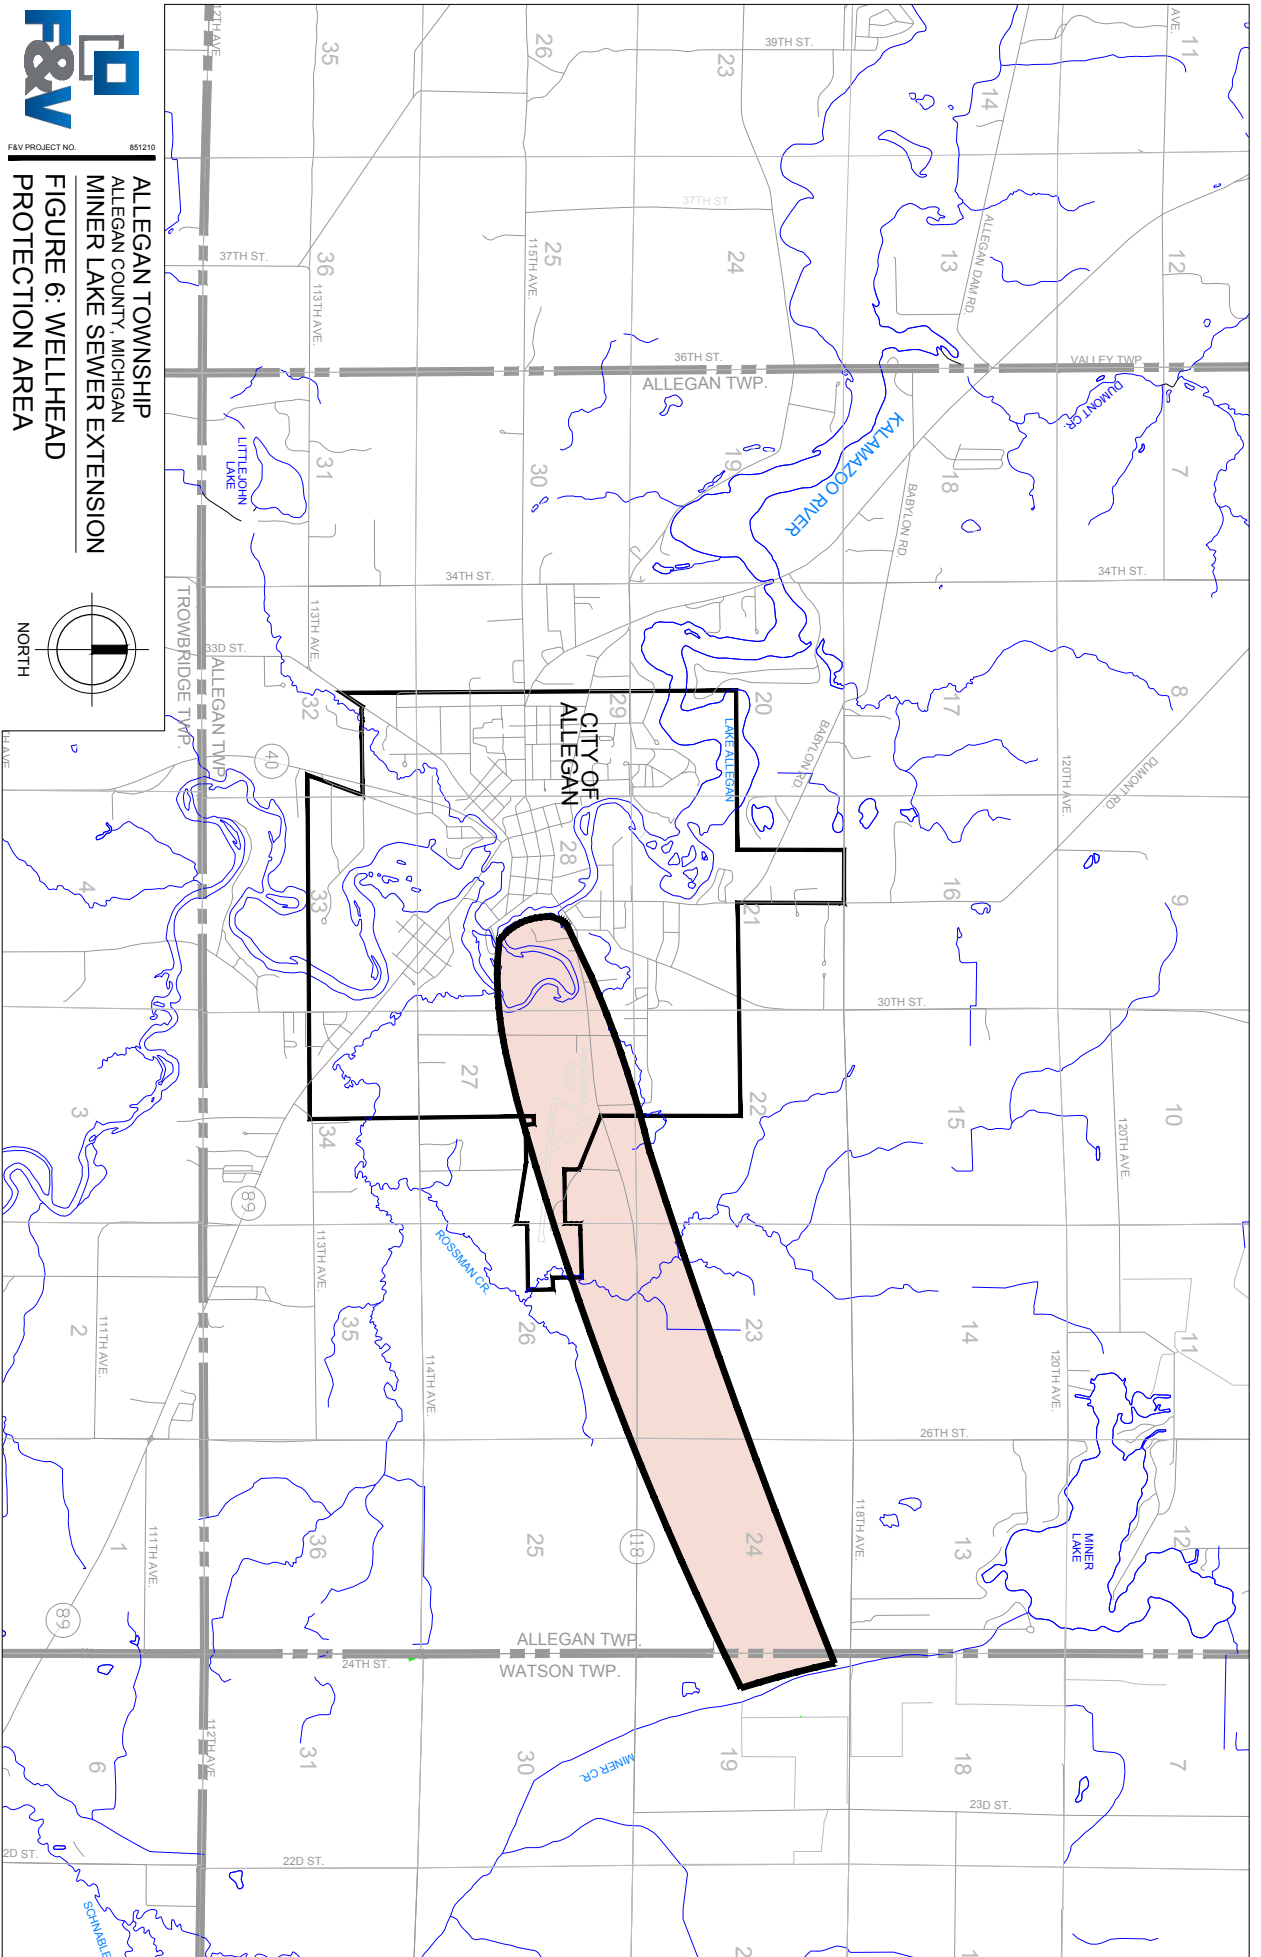 F&V
F&V PROJECT NO. 851210
ALLEGAN TOWNSHIP
ALLEGAN COUNTY, MICHIGAN
MINER LAKE SEWER EXTENSION
FIGURE 6: WELLHEAD
PROTECTION AREA
NORTH
AVE.
11
12
7
8
9
10
11
12
7
VALLEY TWP.
DUMONT CR.
DUMONT RD.
120TH AVE.
120TH AVE.
120TH AVE.
MINER
LAKE
14
13
18
17
16
15
14
13
18
ALLEGAN DAM RD.
34TH ST.
BABYLON RD.
BABYLON RD.
30TH ST.
26TH ST.
118TH AVE.
23D ST.
39TH ST.
KALAMAZOO RIVER
23
24
19
20
21
22
23
24
19
37TH ST.
36TH ST.
ALLEGAN TWP.
LAKE ALLEGAN
118
MINER CR.
26
25
30
29
28
27
26
25
30
115TH AVE.
34TH ST.
CITY OF
ALLEGAN
ROSSMAN CR.
114TH AVE.
ALLEGAN TWP.
WATSON TWP.
35
36
31
32
33
34
35
36
31
37TH ST.
113TH AVE.
LITTLEJOHN
LAKE
113TH AVE.
33D ST.
40
89
113TH AVE.
24TH ST.
22D ST.
12TH AVE
ALLEGAN TWP.
TROWBRIDGE TWP.
112TH AVE
TH AVE
4
3
2
1
6
111TH AVE.
111TH AVE.
89
2D ST.
SCHNABLE